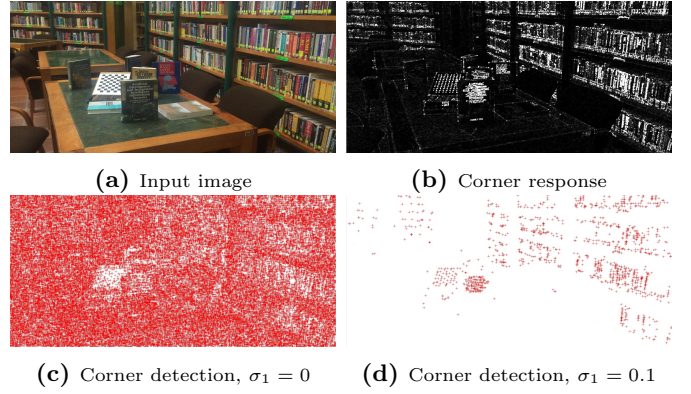 (a) Input image
(b) Corner response
(c) Corner detection, σ₁ = 0
(d) Corner detection, σ₁ = 0.1